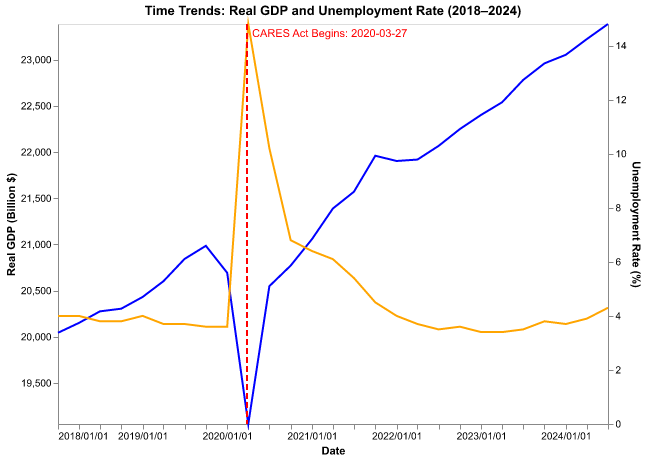 Time Trends: Real GDP and Unemployment Rate (2018–2024)
CARES Act Begins: 2020-03-27
Real GDP (Billion $)
23,000
22,500
22,000
21,500
21,000
20,500
20,000
19,500
Unemployment Rate (%)
14
12
10
8
6
4
2
0
2018/01/01 2019/01/01 2020/01/01 2021/01/01 2022/01/01 2023/01/01 2024/01/01
Date